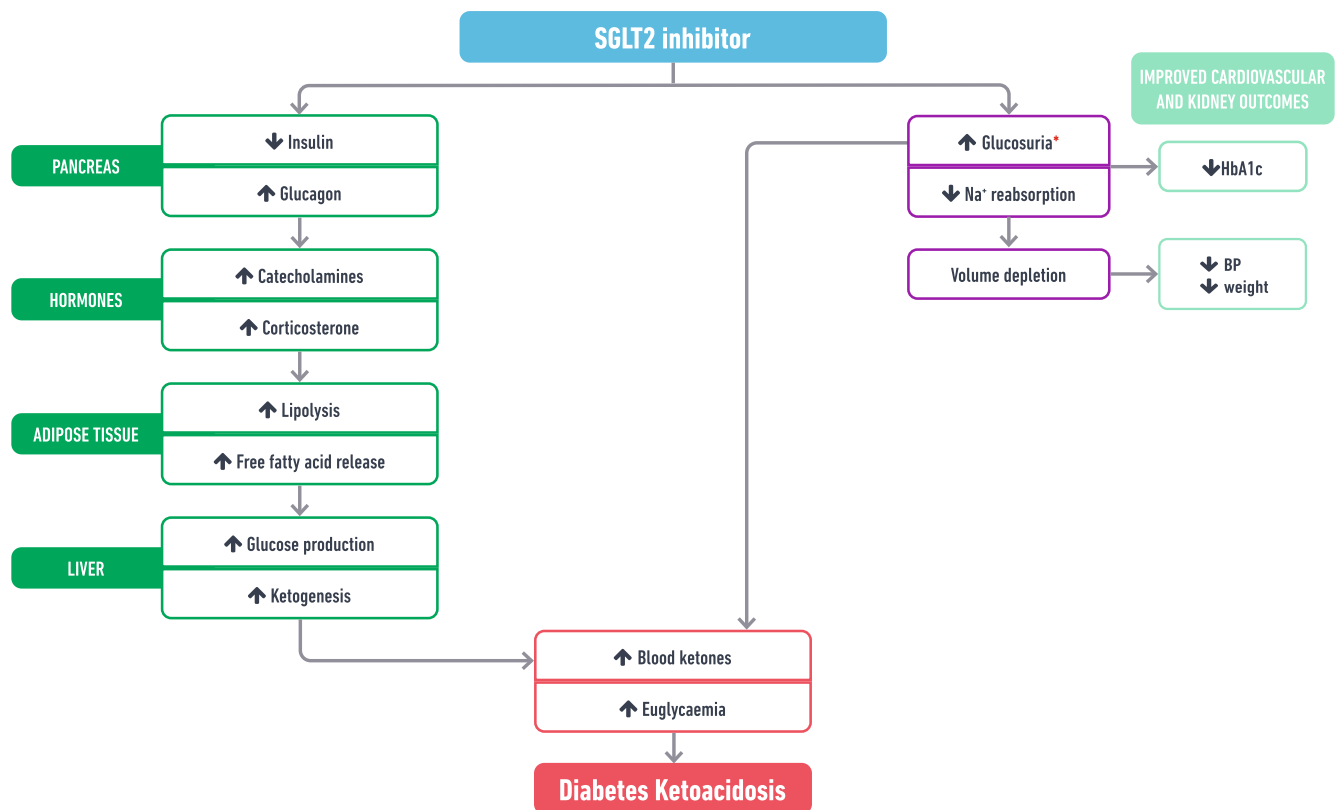 SGLT2 inhibitor
IMPROVED CARDIOVASCULAR
AND KIDNEY OUTCOMES
PANCREAS
↓ Insulin
↑ Glucagon
HORMONES
↑ Catecholamines
↑ Corticosterone
ADIPOSE TISSUE
↑ Lipolysis
↑ Free fatty acid release
LIVER
↑ Glucose production
↑ Ketogenesis
↑ Glucosuria*
↓ Na⁺ reabsorption
↓HbA1c
Volume depletion
↓ BP
↓ weight
↑ Blood ketones
↑ Euglycaemia
Diabetes Ketoacidosis